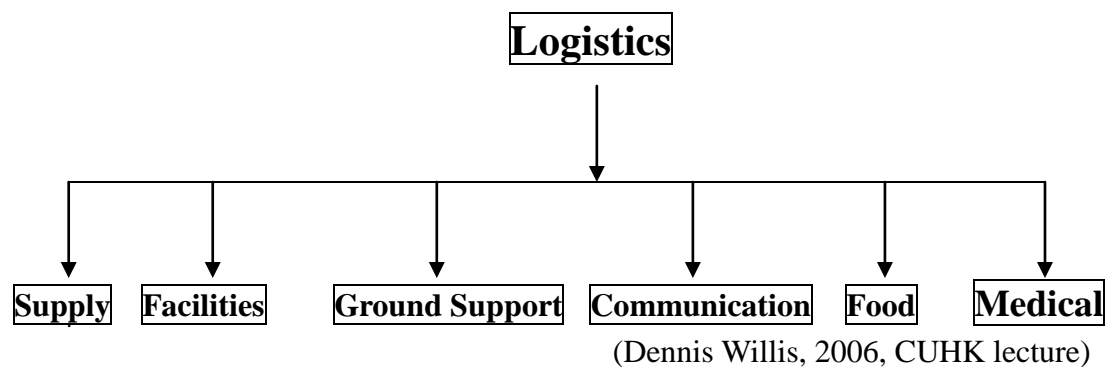 Logistics
Supply Facilities Ground Support Communication Food Medical
(Dennis Willis, 2006, CUHK lecture)